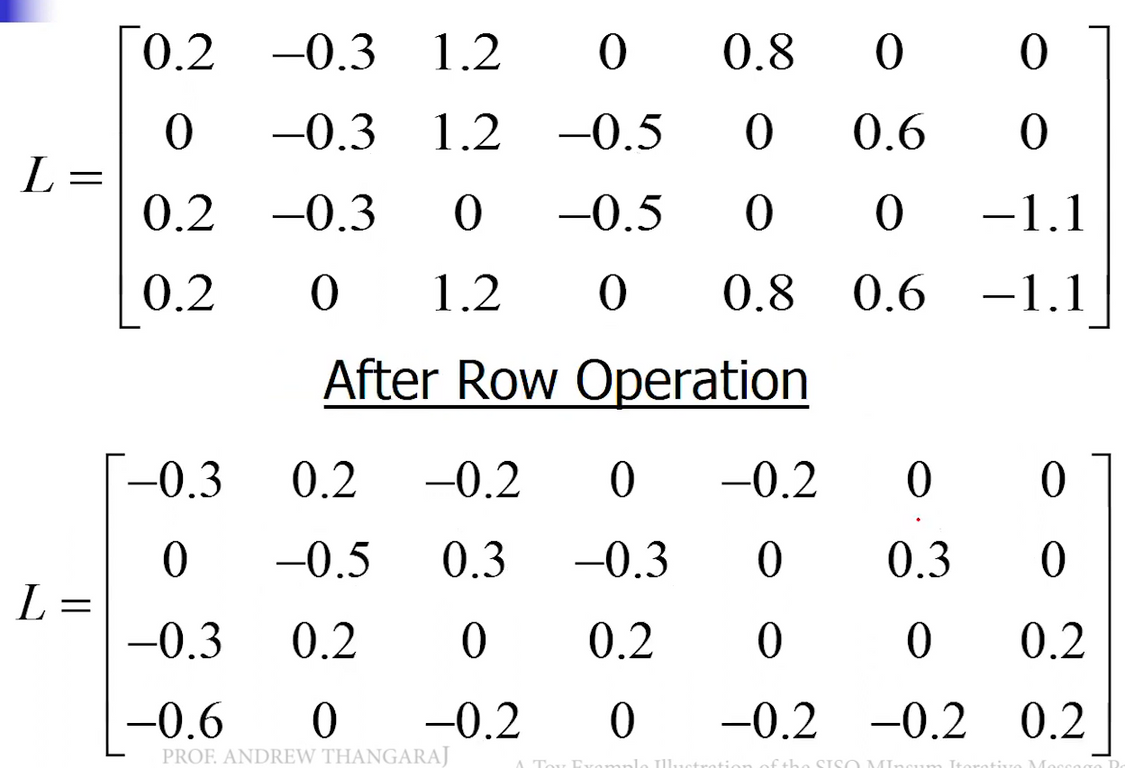 0.2 –0.3 1.2 0 0.8 0 0
0 –0.3 1.2 –0.5 0 0.6 0
L =
0.2 –0.3 0 –0.5 0 0 –1.1
0.2 0 1.2 0 0.8 0.6 –1.1
After Row Operation
–0.3 0.2 –0.2 0 –0.2 0 0
0 –0.5 0.3 –0.3 0 0.3 0
L =
–0.3 0.2 0 0.2 0 0 0.2
–0.6 0 –0.2 0 –0.2 –0.2 0.2
PROF. ANDREW THANGARAJ
A Toy Example Illustration of the SISO MInsum Iterative Message